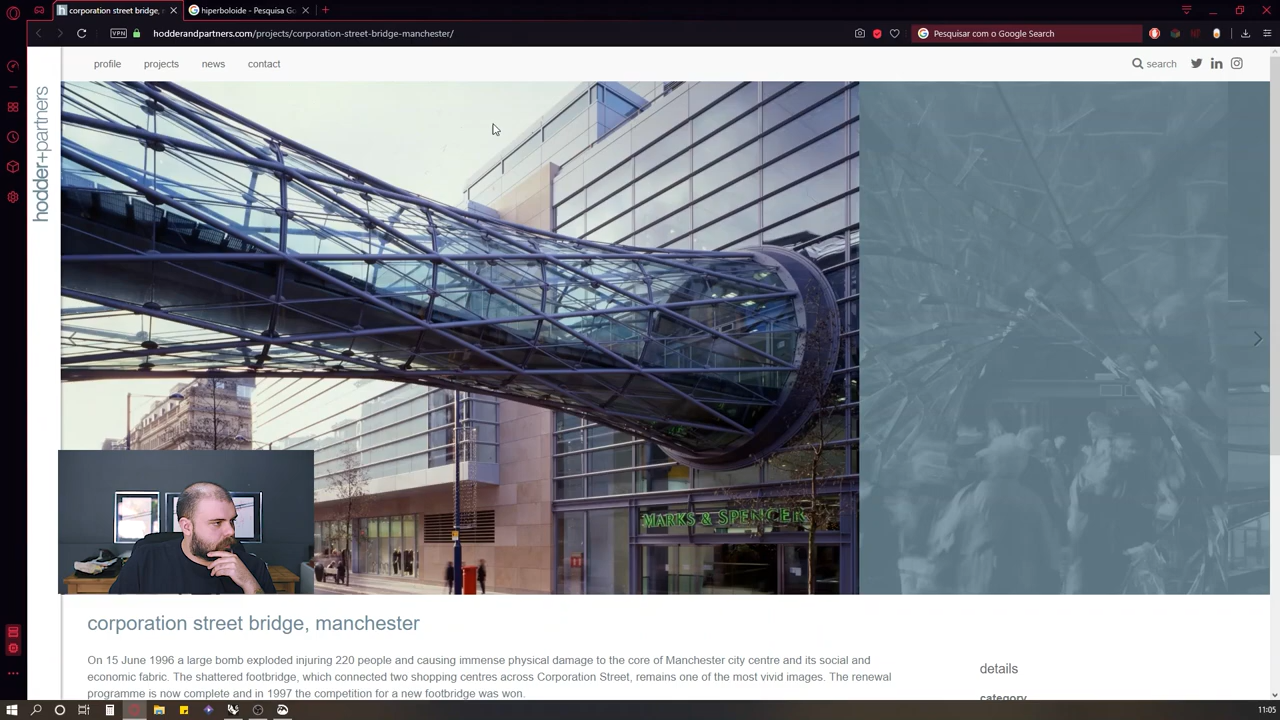 corporation street bridge,
hiperboloide - Pesquisa Go
VPN
hodderandpartners.com/projects/corporation-street-bridge-manchester/
Pesquisar com o Google Search
profile
projects
news
contact
search
hodder+partners
MARKS & SPENCER
corporation street bridge, manchester
On 15 June 1996 a large bomb exploded injuring 220 people and causing immense physical damage to the core of Manchester city centre and its social and
economic fabric. The shattered footbridge, which connected two shopping centres across Corporation Street, remains one of the most vivid images. The renewal
programme is now complete and in 1997 the competition for a new footbridge was won.
details
category
11:05